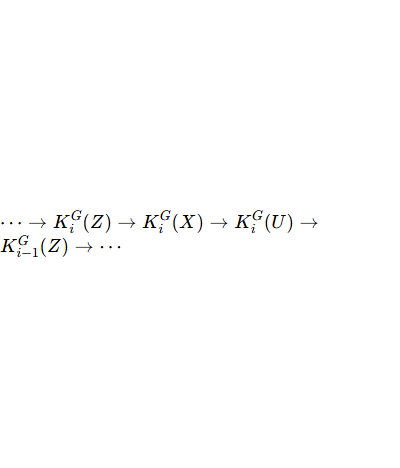 ⋯ → K_i^G(Z) → K_i^G(X) → K_i^G(U) →
K_{i−1}^G(Z) → ⋯